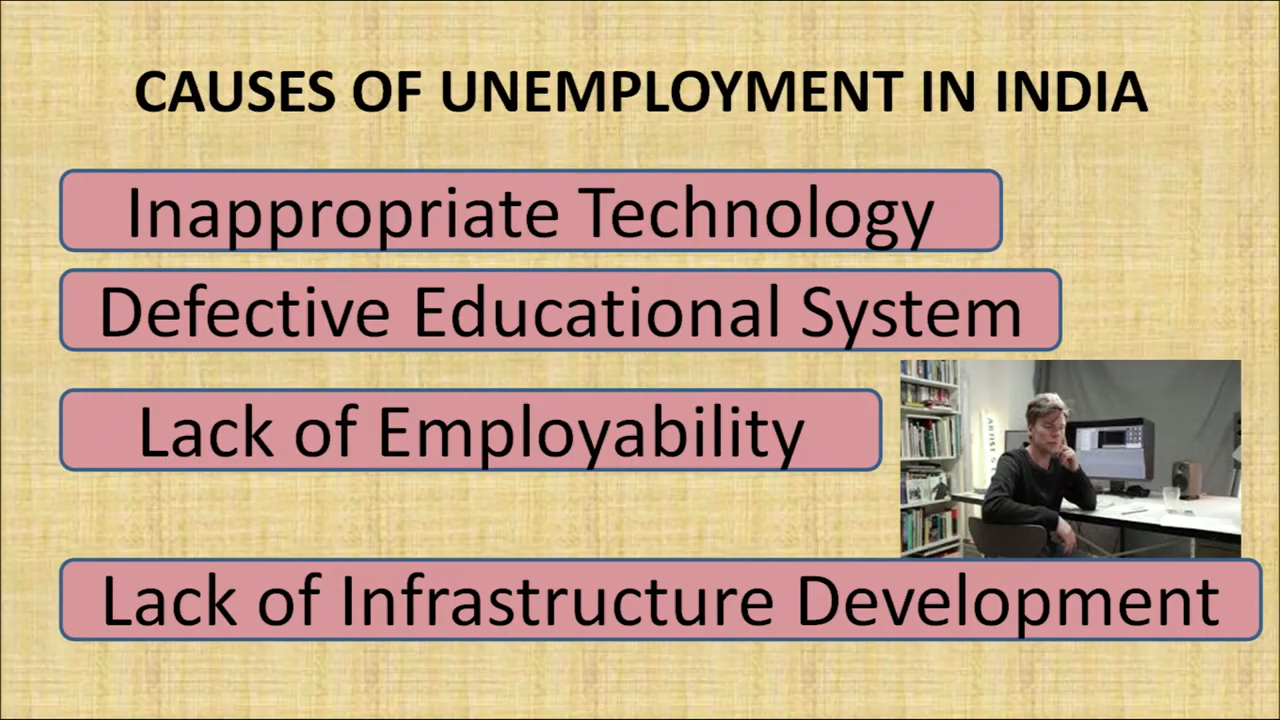 CAUSES OF UNEMPLOYMENT IN INDIA
Inappropriate Technology
Defective Educational System
Lack of Employability
Lack of Infrastructure Development